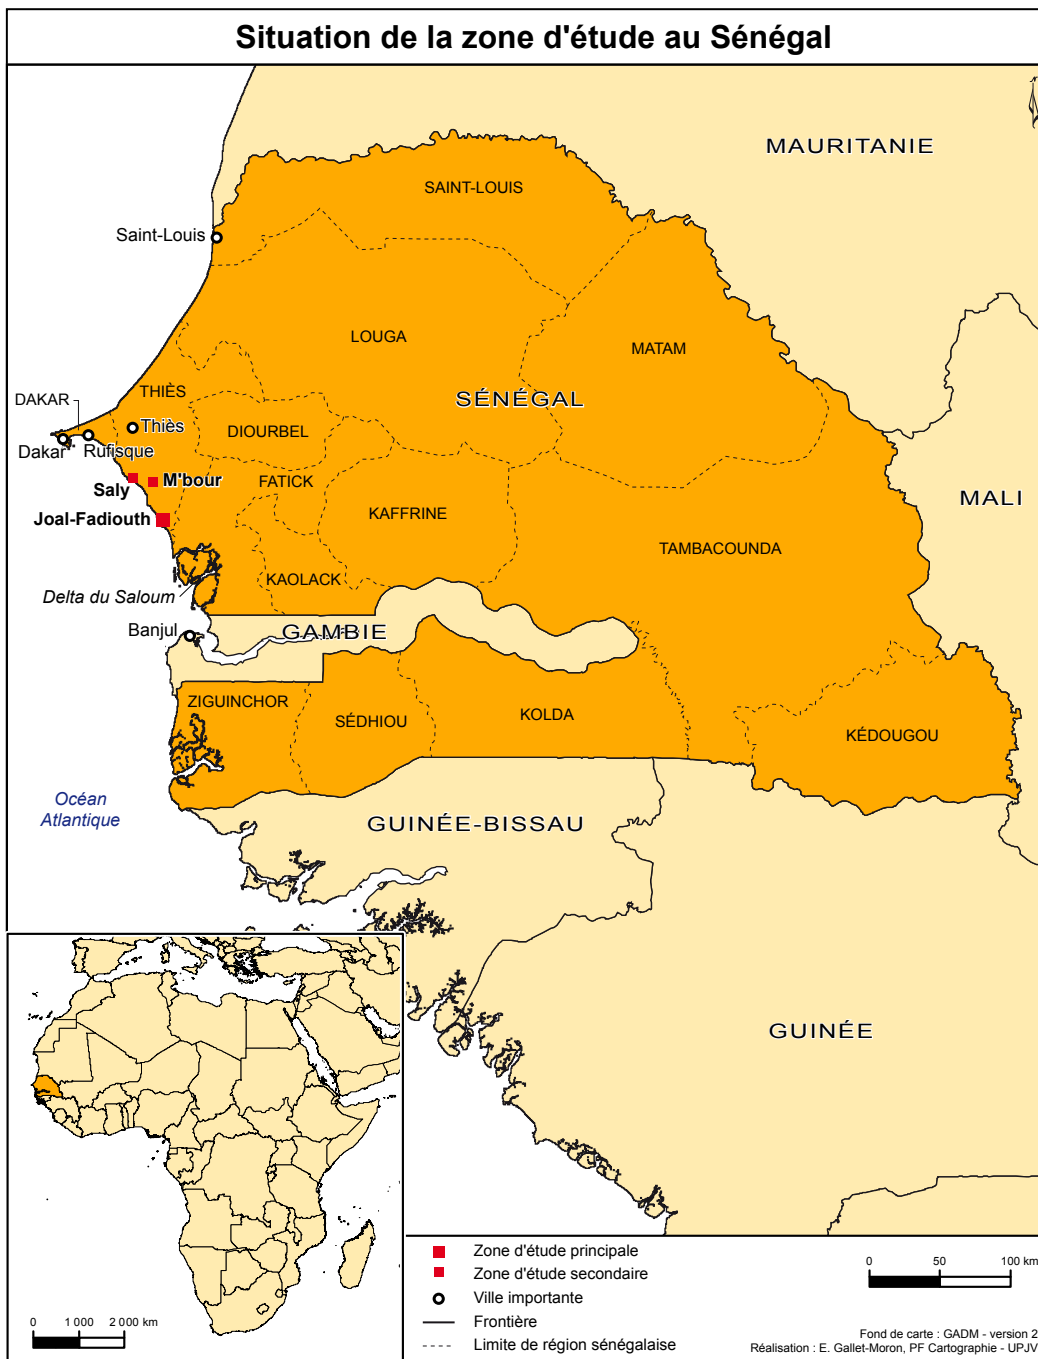 Situation de la zone d'étude au Sénégal
MAURITANIE
SAINT-LOUIS
Saint-Louis
LOUGA
MATAM
THIÈS
DAKAR
SÉNÉGAL
Thiès
DIOURBEL
Dakar
Rufisque
M'bour
FATICK
Saly
MALI
Joal-Fadiouth
KAFFRINE
TAMBACOUNDA
KAOLACK
Delta du Saloum
Banjul
GAMBIE
ZIGUINCHOR
SÉDHIOU
KOLDA
KÉDOUGOU
Océan
Atlantique
GUINÉE-BISSAU
GUINÉE
Zone d'étude principale
Zone d'étude secondaire
Ville importante
Frontière
Limite de région sénégalaise
0 50 100 km
0 1 000 2 000 km
Fond de carte : GADM - version 2
Réalisation : E. Gallet-Moron, PF Cartographie - UPJV